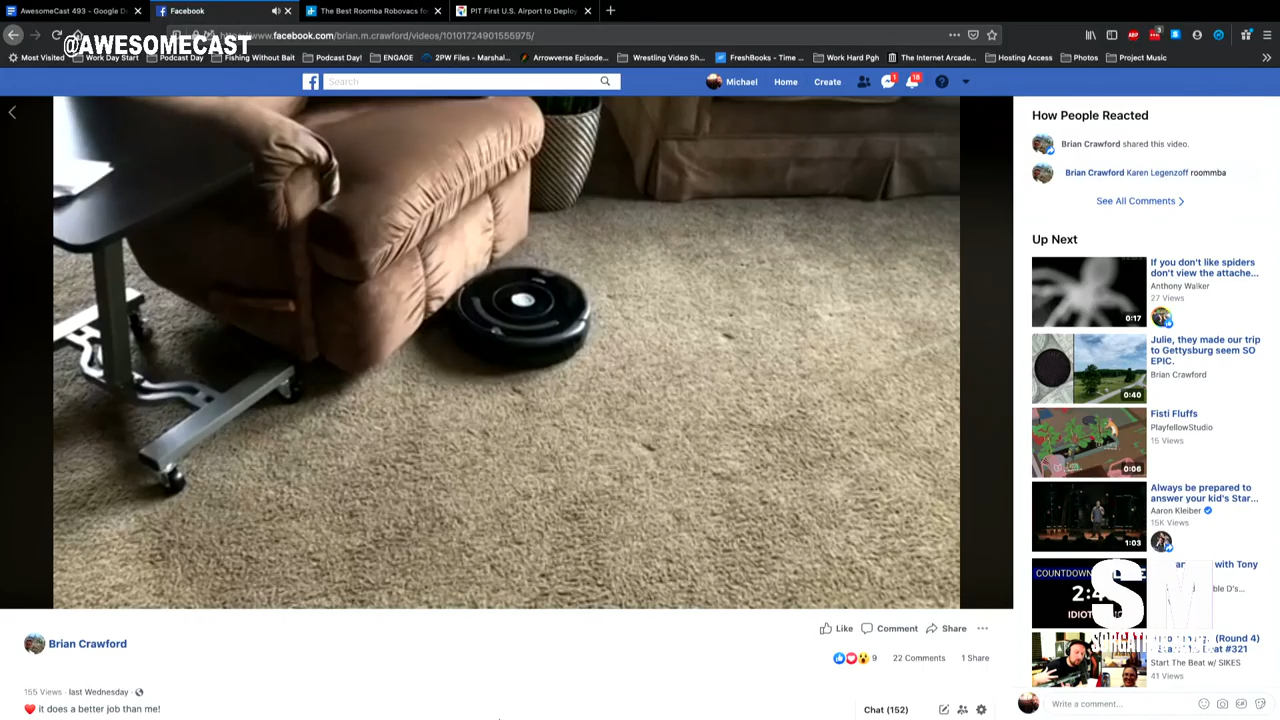 AwesomeCast 493 - Google D
Facebook
The Best Roomba Robovacs for
PIT First U.S. Airport to Deploy
@AWESOMECAST
www.facebook.com/brian.m.crawford/videos/10101724901555975/
Most Visited
Work Day Start
Fishing Without Bait
Podcast Day
Podcast Day!
ENGAGE
2PW Files - Marshal...
Arrowverse Episode...
Wrestling Video Sh...
FreshBooks - Time ...
Work Hard Pgh
The Internet Arcade...
Hosting Access
Photos
Project Music
Search
Michael
Home
Create
1
18
How People Reacted
Brian Crawford shared this video.
Brian Crawford Karen Legenzoff roommba
See All Comments
Up Next
If you don't like spiders
don't view the attache...
Anthony Walker
27 Views
0:17
Julie, they made our trip
to Gettysburg seem SO
EPIC.
Brian Crawford
0:40
Fisti Fluffs
PlayfellowStudio
15 Views
0:06
Always be prepared to
answer your kid's Star...
Aaron Kleiber
15K Views
1:03
with Tony
COUNTDOWN
IDIOT
SM
(Round 4)
#321
Start The Beat w/ SIKES
41 Views
Brian Crawford
Like
Comment
Share
9
22 Comments
1 Share
155 Views · last Wednesday
it does a better job than me!
Chat (152)
Write a comment...